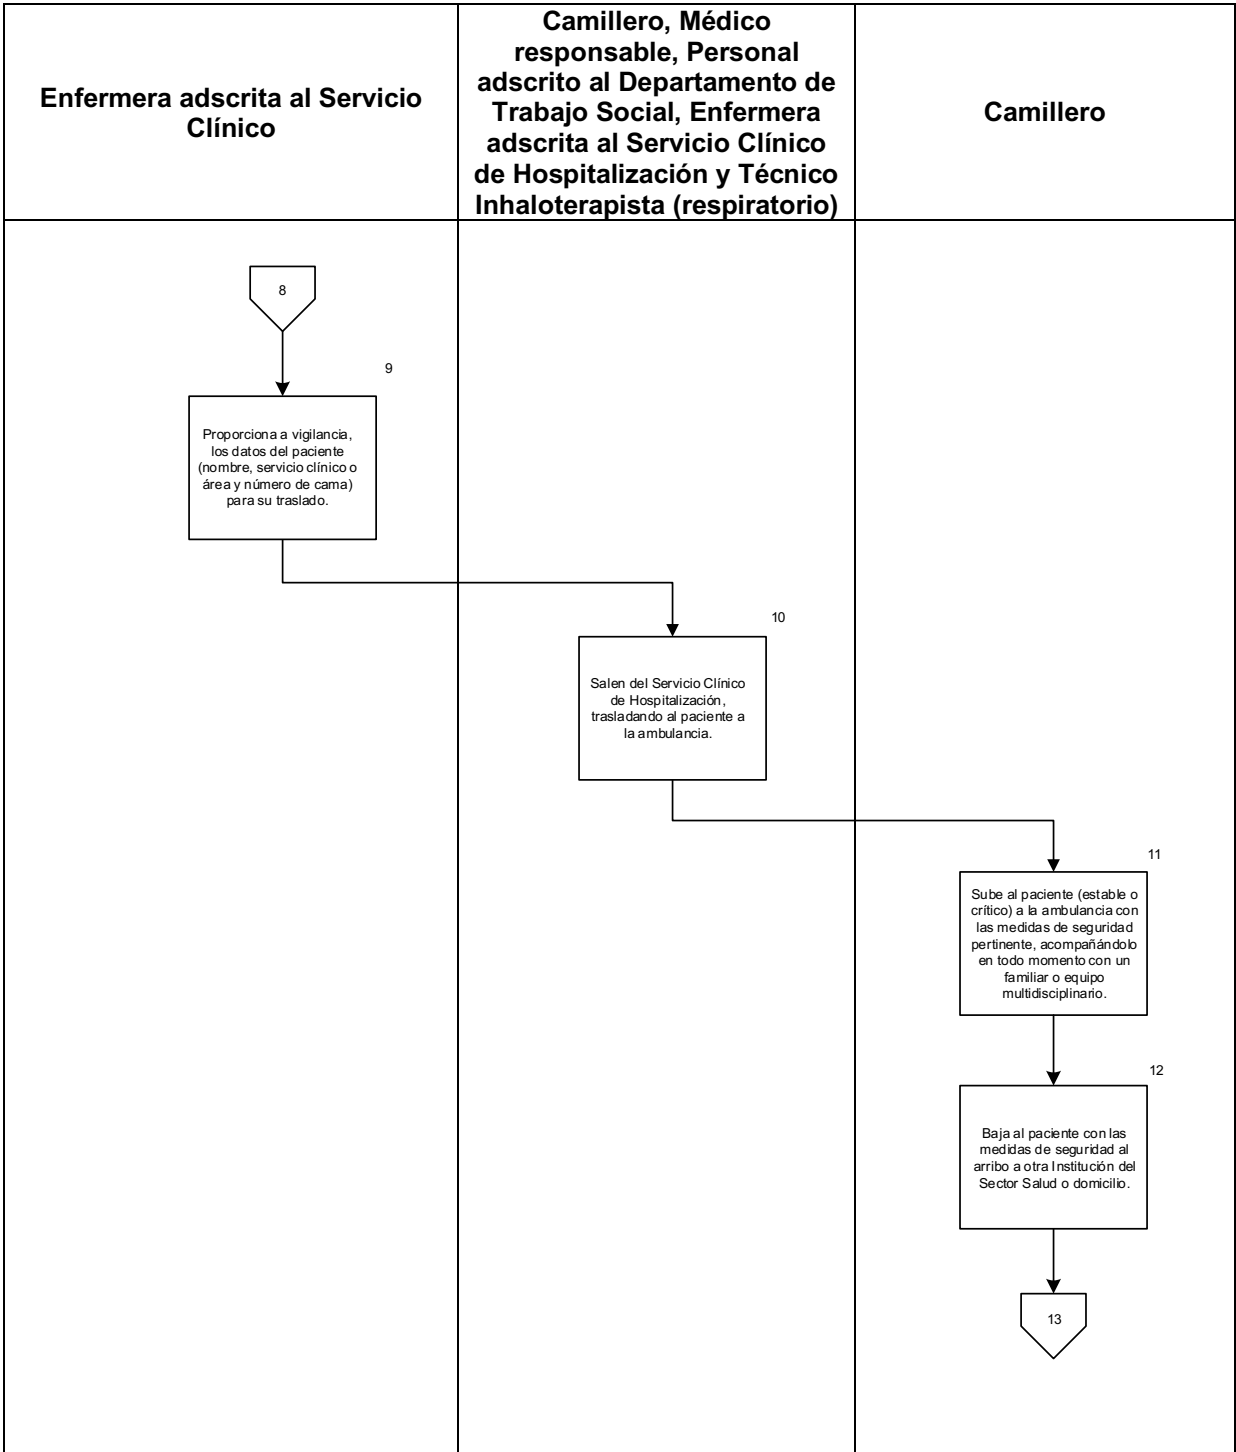 Enfermera adscrita al Servicio
Clínico
Camillero, Médico
responsable, Personal
adscrito al Departamento de
Trabajo Social, Enfermera
adscrita al Servicio Clínico
de Hospitalización y Técnico
Inhaloterapista (respiratorio)
Camillero
8
9
Proporciona a vigilancia,
los datos del paciente
(nombre, servicio clínico o
área y número de cama)
para su traslado.
10
Salen del Servicio Clínico
de Hospitalización,
trasladando al paciente a
la ambulancia.
11
Sube al paciente (estable o
crítico) a la ambulancia con
las medidas de seguridad
pertinente, acompañándolo
en todo momento con un
familiar o equipo
multidisciplinario.
12
Baja al paciente con las
medidas de seguridad al
arribo a otra Institución del
Sector Salud o domicilio.
13